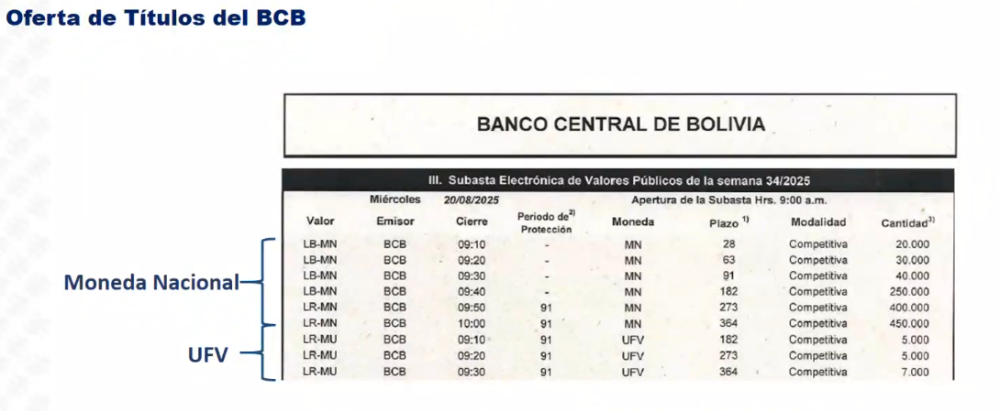 Oferta de Títulos del BCB
BANCO CENTRAL DE BOLIVIA
III. Subasta Electrónica de Valores Públicos de la semana 34/2025
Miércoles 20/08/2025 Apertura de la Subasta Hrs. 9:00 a.m.
Valor Emisor Cierre Periodo de 2) Protección Moneda Plazo 1) Modalidad Cantidad 3)
LB-MN BCB 09:10 - MN 28 Competitiva 20.000
LB-MN BCB 09:20 - MN 63 Competitiva 30.000
LB-MN BCB 09:30 - MN 91 Competitiva 40.000
LB-MN BCB 09:40 - MN 182 Competitiva 250.000
LR-MN BCB 09:50 91 MN 273 Competitiva 400.000
LR-MN BCB 10:00 91 MN 364 Competitiva 450.000
LR-MU BCB 09:10 91 UFV 182 Competitiva 5.000
LR-MU BCB 09:20 91 UFV 273 Competitiva 5.000
LR-MU BCB 09:30 91 UFV 364 Competitiva 7.000
Moneda Nacional
UFV